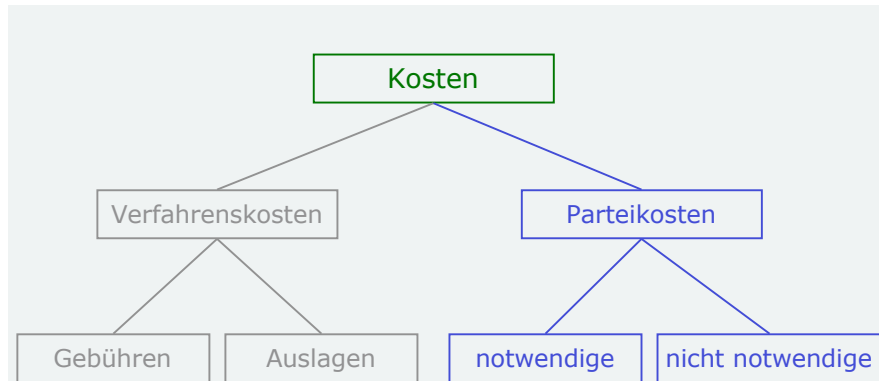 Kosten
Verfahrenskosten
Parteikosten
Gebühren
Auslagen
notwendige
nicht notwendige